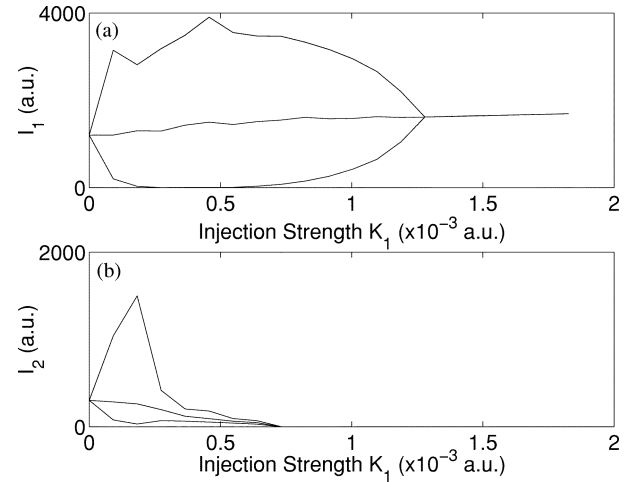 4000
(a)
I₁ (a.u.)
0
0 0.5 1 1.5 2
Injection Strength K₁ (x10⁻³ a.u.)
2000
(b)
I₂ (a.u.)
0
0 0.5 1 1.5 2
Injection Strength K₁ (x10⁻³ a.u.)